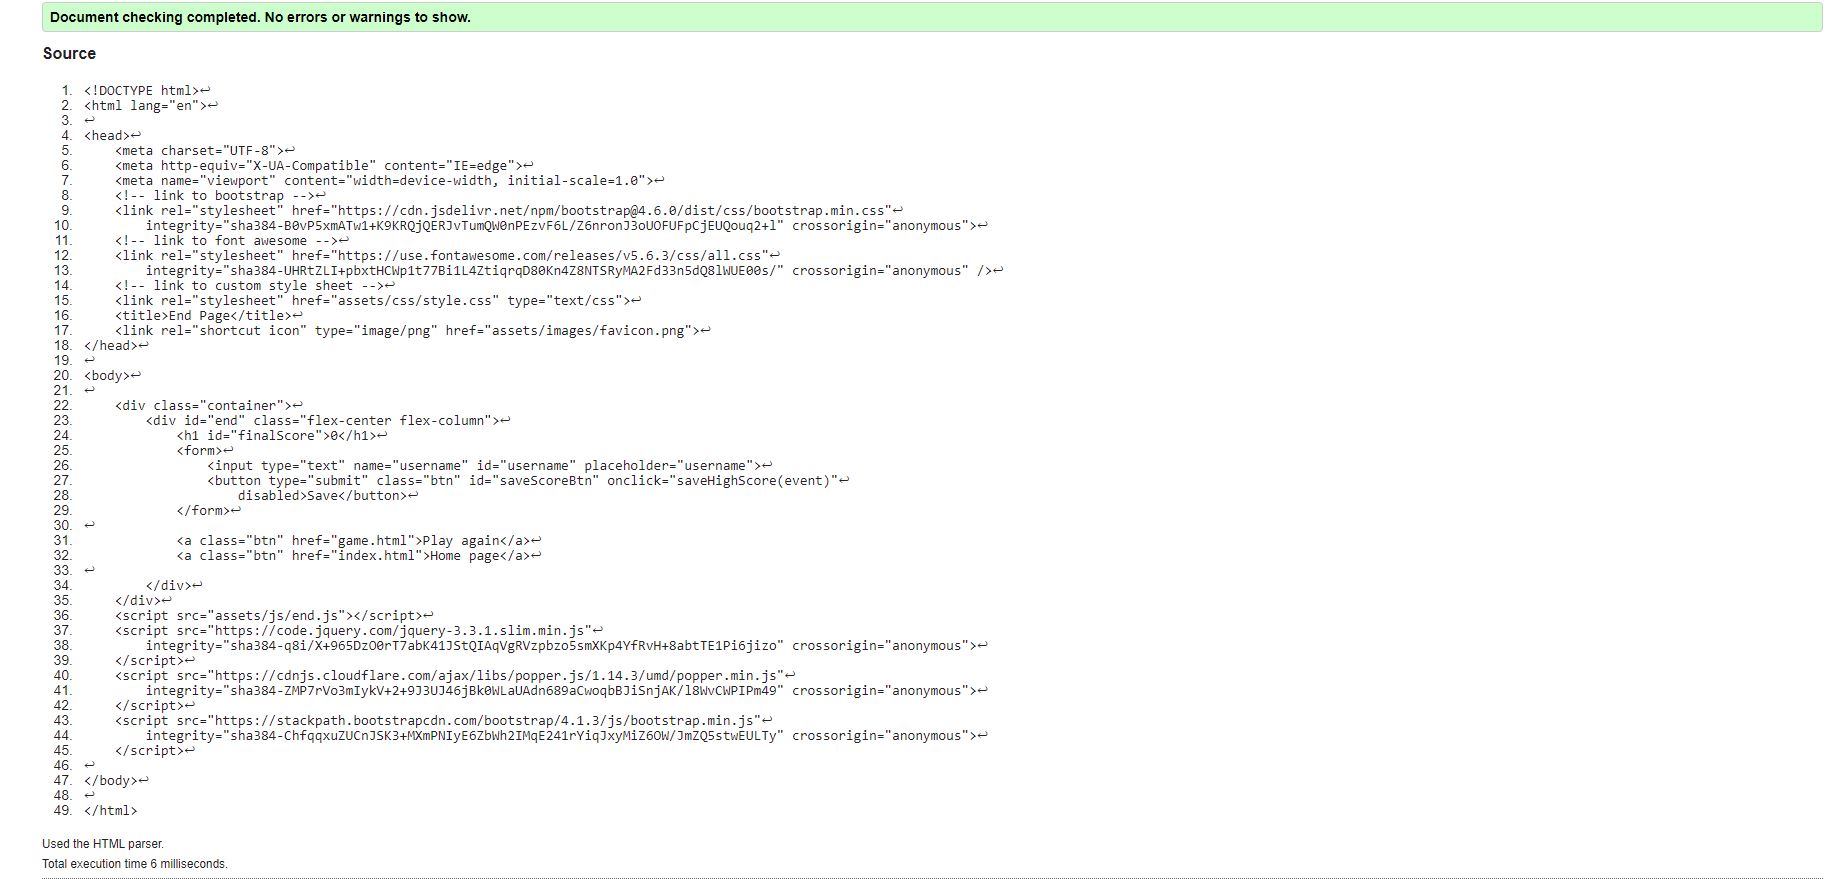 Document checking completed. No errors or warnings to show.
Source
1. <!DOCTYPE html>↩
2. <html lang="en">↩
3. ↩
4. <head>↩
5.     <meta charset="UTF-8">↩
6.     <meta http-equiv="X-UA-Compatible" content="IE=edge">↩
7.     <meta name="viewport" content="width=device-width, initial-scale=1.0">↩
8.     <!-- link to bootstrap -->↩
9.     <link rel="stylesheet" href="https://cdn.jsdelivr.net/npm/bootstrap@4.6.0/dist/css/bootstrap.min.css"↩
10.         integrity="sha384-B0vP5xmATw1+K9KRQjQERJvTumQW0nPEzvF6L/Z6nronJ3oUOFUFpCjEUQouq2+l" crossorigin="anonymous">↩
11.     <!-- link to font awesome -->↩
12.     <link rel="stylesheet" href="https://use.fontawesome.com/releases/v5.6.3/css/all.css"↩
13.         integrity="sha384-UHRtZLI+pbxtHCWp1t77Bi1L4ZtiqrqD80Kn4Z8NTSRyMA2Fd33n5dQ8lWUE00s/" crossorigin="anonymous" />↩
14.     <!-- link to custom style sheet -->↩
15.     <link rel="stylesheet" href="assets/css/style.css" type="text/css">↩
16.     <title>End Page</title>↩
17.     <link rel="shortcut icon" type="image/png" href="assets/images/favicon.png">↩
18. </head>↩
19. ↩
20. <body>↩
21. ↩
22.     <div class="container">↩
23.         <div id="end" class="flex-center flex-column">↩
24.             <h1 id="finalScore">0</h1>↩
25.             <form>↩
26.                 <input type="text" name="username" id="username" placeholder="username">↩
27.                 <button type="submit" class="btn" id="saveScoreBtn" onclick="saveHighScore(event)"↩
28.                     disabled>Save</button>↩
29.             </form>↩
30. ↩
31.             <a class="btn" href="game.html">Play again</a>↩
32.             <a class="btn" href="index.html">Home page</a>↩
33. ↩
34.         </div>↩
35.     </div>↩
36.     <script src="assets/js/end.js"></script>↩
37.     <script src="https://code.jquery.com/jquery-3.3.1.slim.min.js"↩
38.         integrity="sha384-q8i/X+965DzO0rT7abK41JStQIAqVgRVzpbzo5smXKp4YfRvH+8abtTE1Pi6jizo" crossorigin="anonymous">↩
39.     </script>↩
40.     <script src="https://cdnjs.cloudflare.com/ajax/libs/popper.js/1.14.3/umd/popper.min.js"↩
41.         integrity="sha384-ZMP7rVo3mIykV+2+9J3UJ46jBk0WLaUAdn689aCwoqbBJiSnjAK/l8WvCWPIPm49" crossorigin="anonymous">↩
42.     </script>↩
43.     <script src="https://stackpath.bootstrapcdn.com/bootstrap/4.1.3/js/bootstrap.min.js"↩
44.         integrity="sha384-ChfqqxuZUCnJSK3+MXmPNIyE6ZbWh2IMqE241rYiqJxyMiZ6OW/JmZQ5stwEULTy" crossorigin="anonymous">↩
45.     </script>↩
46. ↩
47. </body>↩
48. ↩
49. </html>
Used the HTML parser.
Total execution time 6 milliseconds.